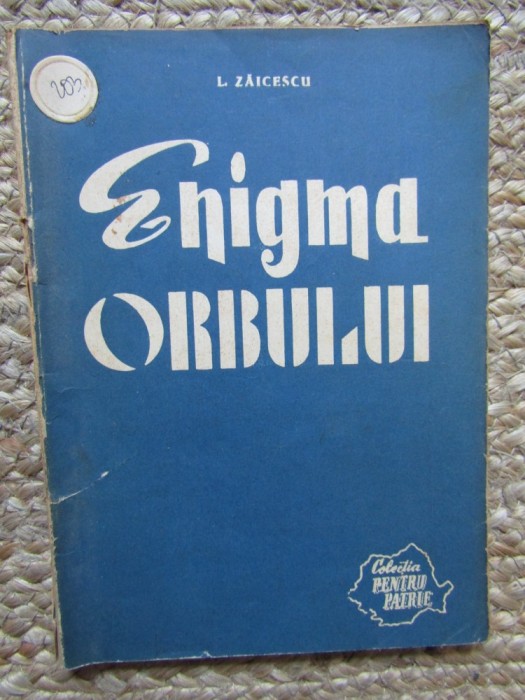 L. ZĂICESCU
Enigma
ORBULUI
Colecția
PENTRU
PATRIE